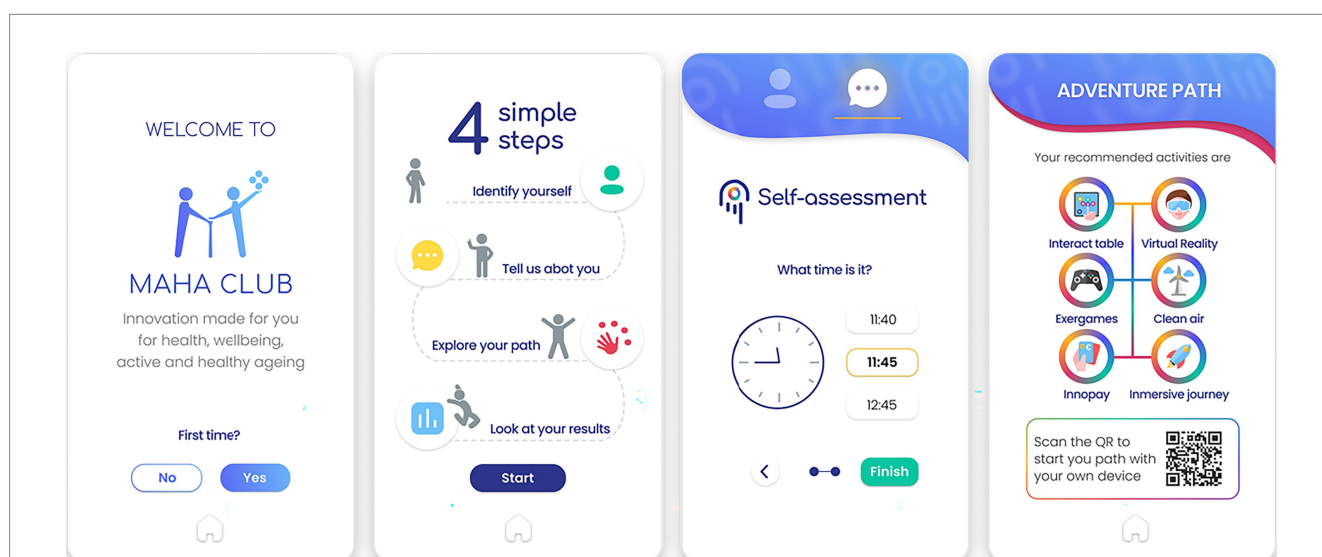 WELCOME TO
MAHA CLUB
Innovation made for you
for health, wellbeing,
active and healthy ageing
First time?
No
Yes
4 simple
steps
Identify yourself
Tell us abot you
Explore your path
Look at your results
Start
Self-assessment
What time is it?
11:40
11:45
12:45
Finish
ADVENTURE PATH
Your recommended activities are
Interact table
Virtual Reality
Exergames
Clean air
Innopay
Inmersive journey
Scan the QR to
start you path with
your own device